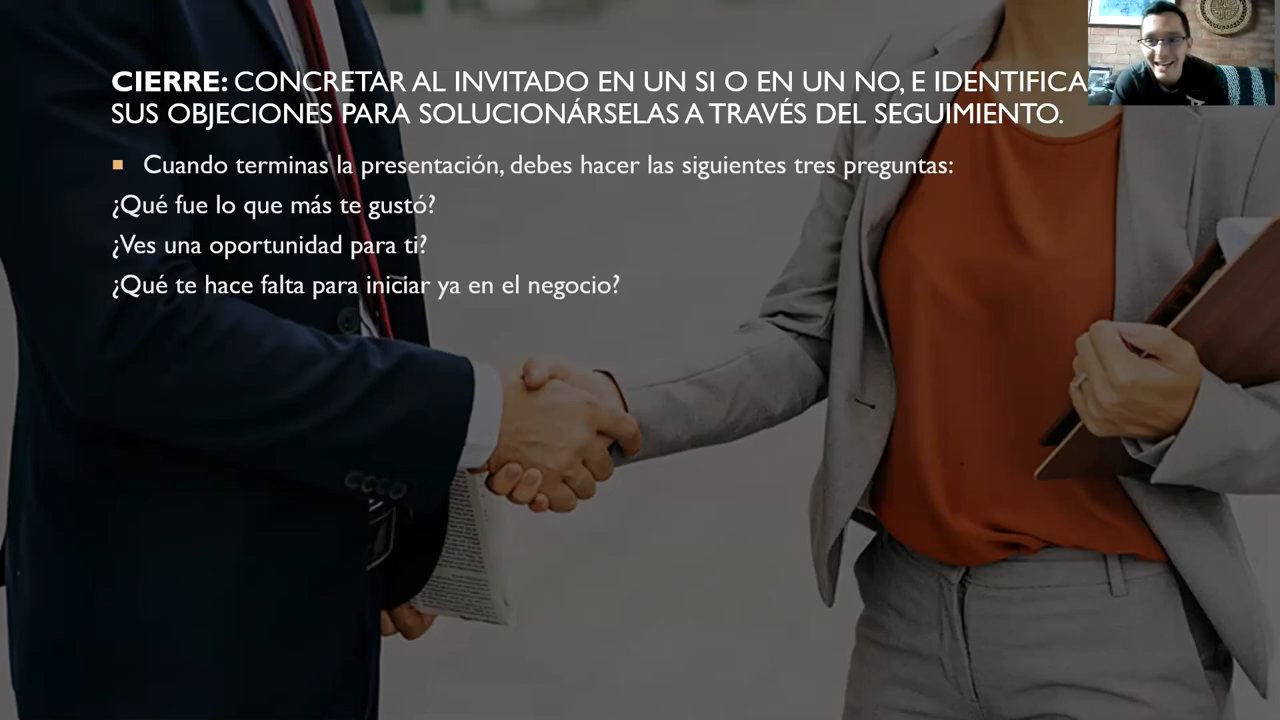 CIERRE: CONCRETAR AL INVITADO EN UN SI O EN UN NO, E IDENTIFICA
SUS OBJECIONES PARA SOLUCIONÁRSELAS A TRAVÉS DEL SEGUIMIENTO.
Cuando terminas la presentación, debes hacer las siguientes tres preguntas:
¿Qué fue lo que más te gustó?
¿Ves una oportunidad para ti?
¿Qué te hace falta para iniciar ya en el negocio?